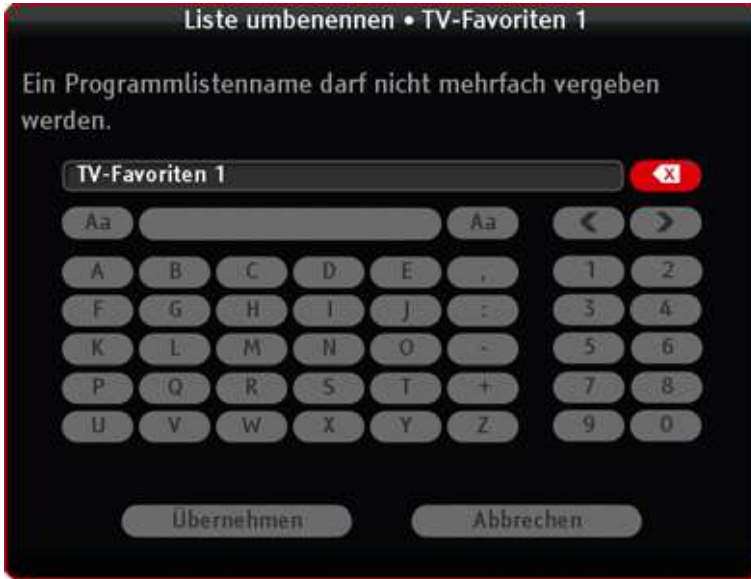 Liste umbenennen • TV-Favoriten 1
Ein Programmlistenname darf nicht mehrfach vergeben
werden.
TV-Favoriten 1 X
Aa Aa < >
A B C D E , 1 2
F G H I J : 3 4
K L M N O - 5 6
P Q R S T + 7 8
U V W X Y Z 9 0
Übernehmen Abbrechen